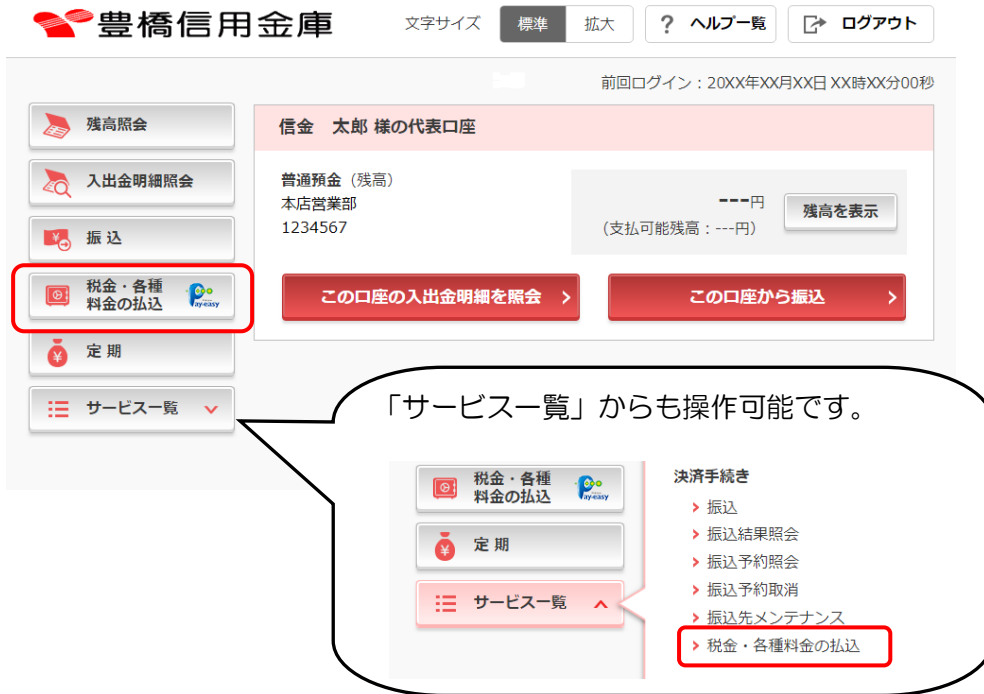 豊橋信用金庫
文字サイズ 標準 拡大 ? ヘルプ一覧 ログアウト
前回ログイン：20XX年XX月XX日 XX時XX分00秒
残高照会
入出金明細照会
振込
税金・各種
料金の払込
Pay-easy
定期
サービス一覧
信金　太郎 様の代表口座
普通預金（残高）
本店営業部
1234567
---円
（支払可能残高：---円）
残高を表示
この口座の入出金明細を照会
この口座から振込
「サービス一覧」からも操作可能です。
税金・各種
料金の払込
Pay-easy
定期
サービス一覧
決済手続き
振込
振込結果照会
振込予約照会
振込予約取消
振込先メンテナンス
税金・各種料金の払込